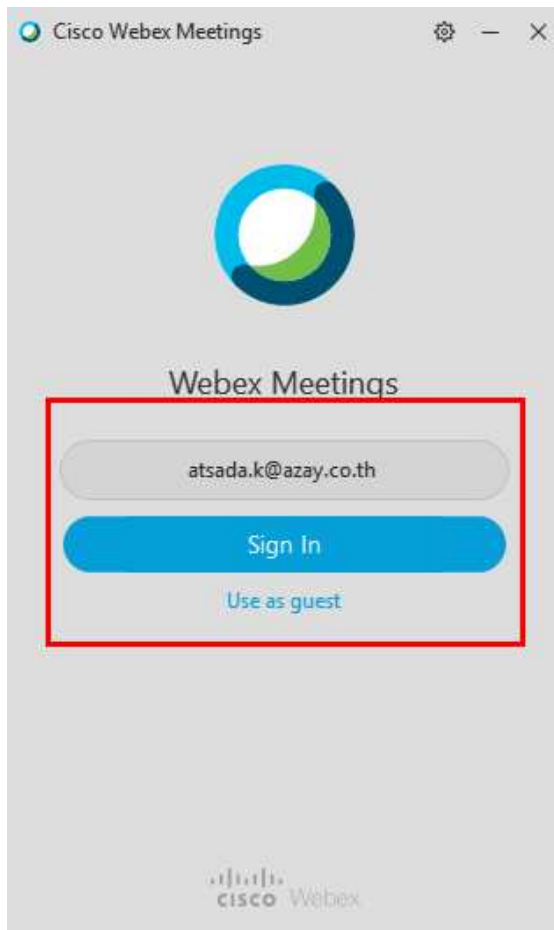 Cisco Webex Meetings
Webex Meetings
atsada.k@azay.co.th
Sign In
Use as guest
cisco Webex